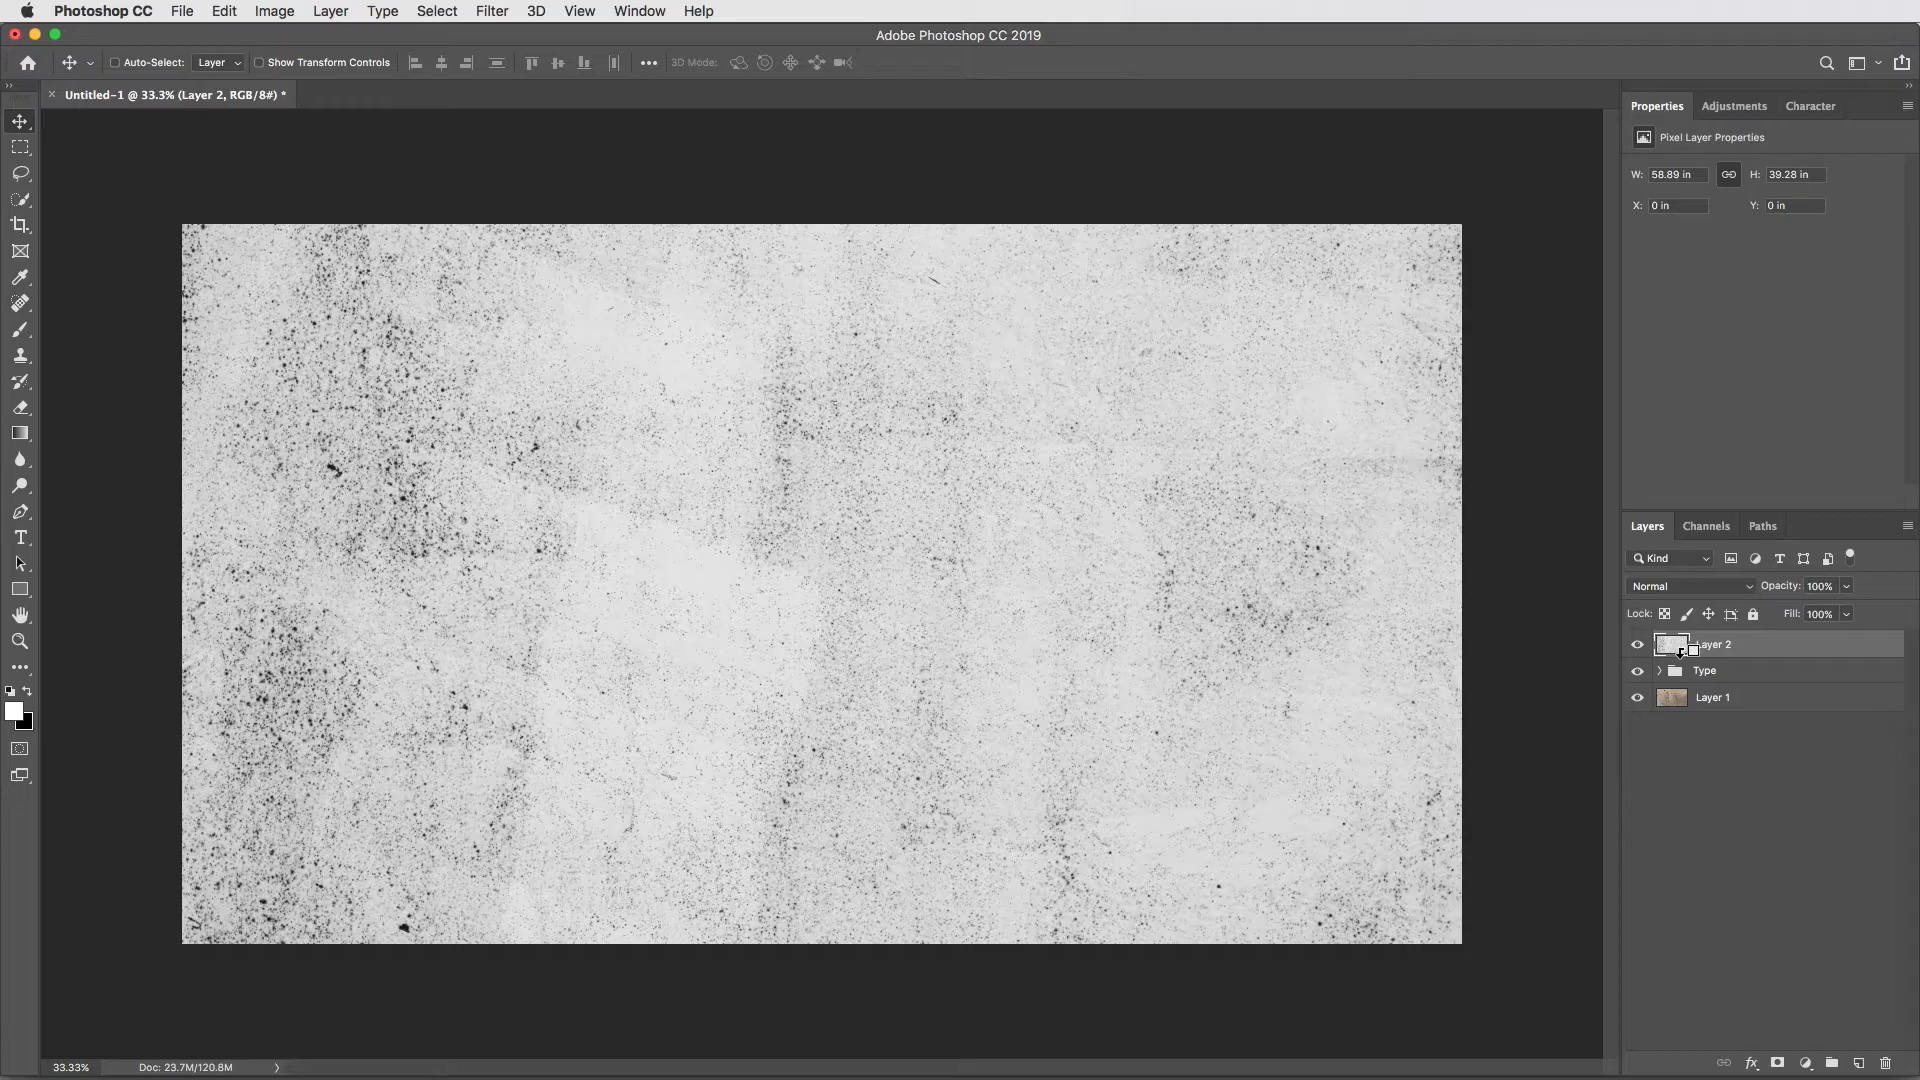 Photoshop CC File Edit Image Layer Type Select Filter 3D View Window Help
Adobe Photoshop CC 2019
Auto-Select: Layer Show Transform Controls 3D Mode:
Untitled-1 @ 33.3% (Layer 2, RGB/8#) *
Properties Adjustments Character
Pixel Layer Properties
W: 58.89 in H: 39.28 in
X: 0 in Y: 0 in
Layers Channels Paths
Kind
Normal Opacity: 100%
Lock: Fill: 100%
Layer 2
Type
Layer 1
33.33% Doc: 23.7M/120.8M